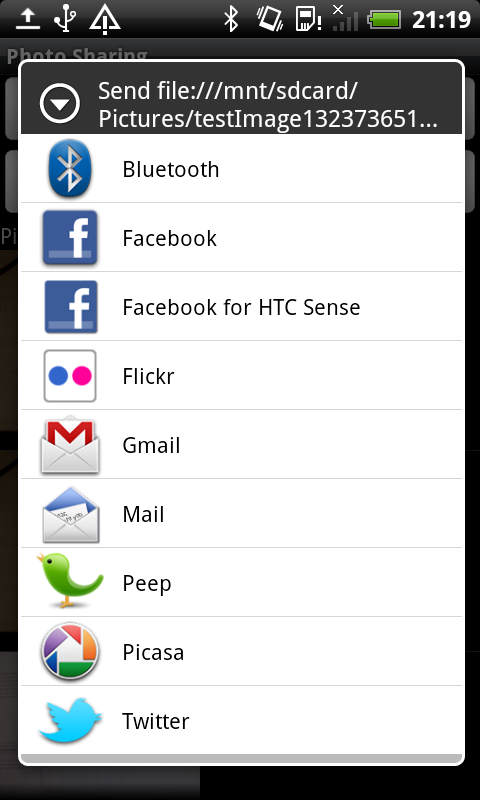 21:19
Photo Sharing
Send file:///mnt/sdcard/
Pictures/testImage132373651...
Bluetooth
Facebook
Facebook for HTC Sense
Flickr
Gmail
Mail
Peep
Picasa
Twitter